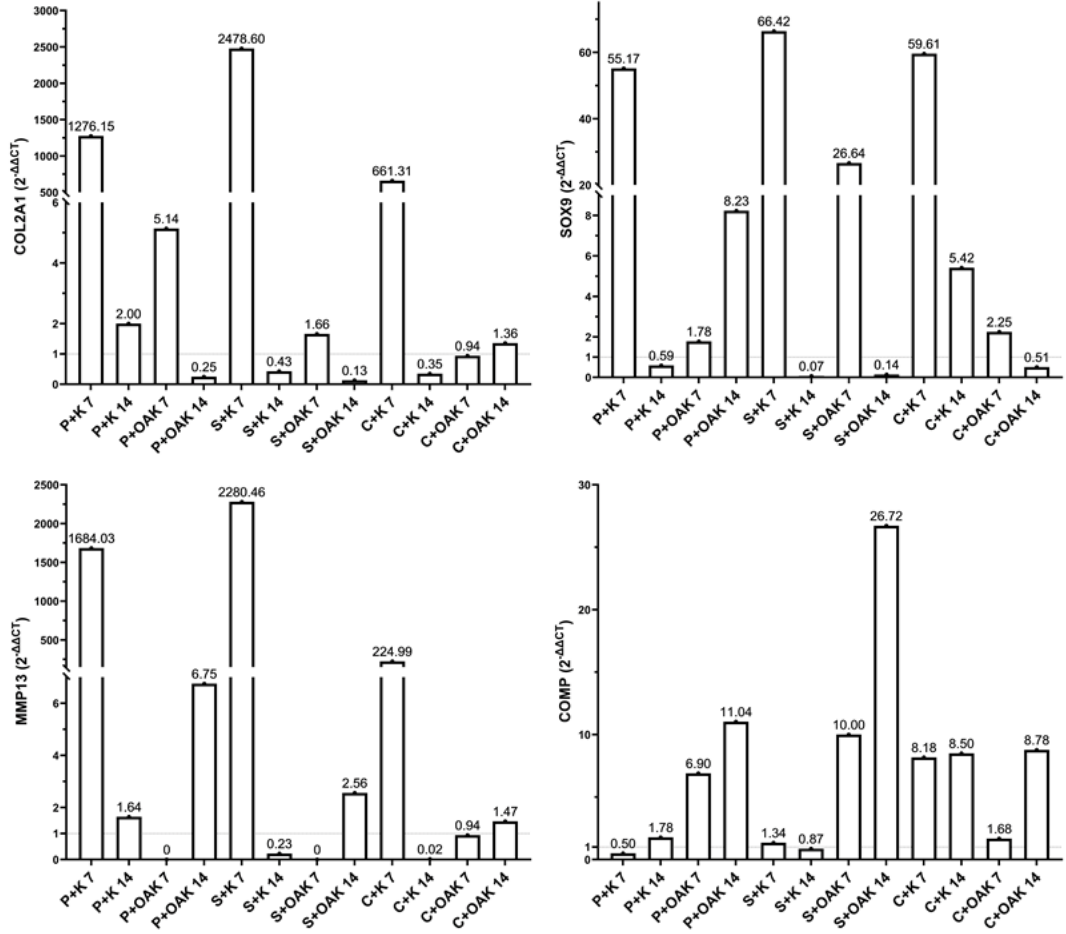 COL2A1 (2^-ΔΔCT)
3000
2500
2000
1500
1000
500
6
4
2
1
0
1276.15
2.00
5.14
0.25
2478.60
0.43
1.66
0.13
661.31
0.35
0.94
1.36
P+K 7
P+K 14
P+OAK 7
P+OAK 14
S+K 7
S+K 14
S+OAK 7
S+OAK 14
C+K 7
C+K 14
C+OAK 7
C+OAK 14
SOX9 (2^-ΔΔCT)
60
40
20
8
6
4
2
1
0
55.17
0.59
1.78
8.23
66.42
0.07
26.64
0.14
59.61
5.42
2.25
0.51
P+K 7
P+K 14
P+OAK 7
P+OAK 14
S+K 7
S+K 14
S+OAK 7
S+OAK 14
C+K 7
C+K 14
C+OAK 7
C+OAK 14
MMP13 (2^-ΔΔCT)
2500
2000
1500
1000
500
6
4
2
1
0
1684.03
1.64
0
6.75
2280.46
0.23
0
2.56
224.99
0.02
0.94
1.47
P+K 7
P+K 14
P+OAK 7
P+OAK 14
S+K 7
S+K 14
S+OAK 7
S+OAK 14
C+K 7
C+K 14
C+OAK 7
C+OAK 14
COMP (2^-ΔΔCT)
30
20
10
1
0
0.50
1.78
6.90
11.04
1.34
0.87
10.00
26.72
8.18
8.50
1.68
8.78
P+K 7
P+K 14
P+OAK 7
P+OAK 14
S+K 7
S+K 14
S+OAK 7
S+OAK 14
C+K 7
C+K 14
C+OAK 7
C+OAK 14